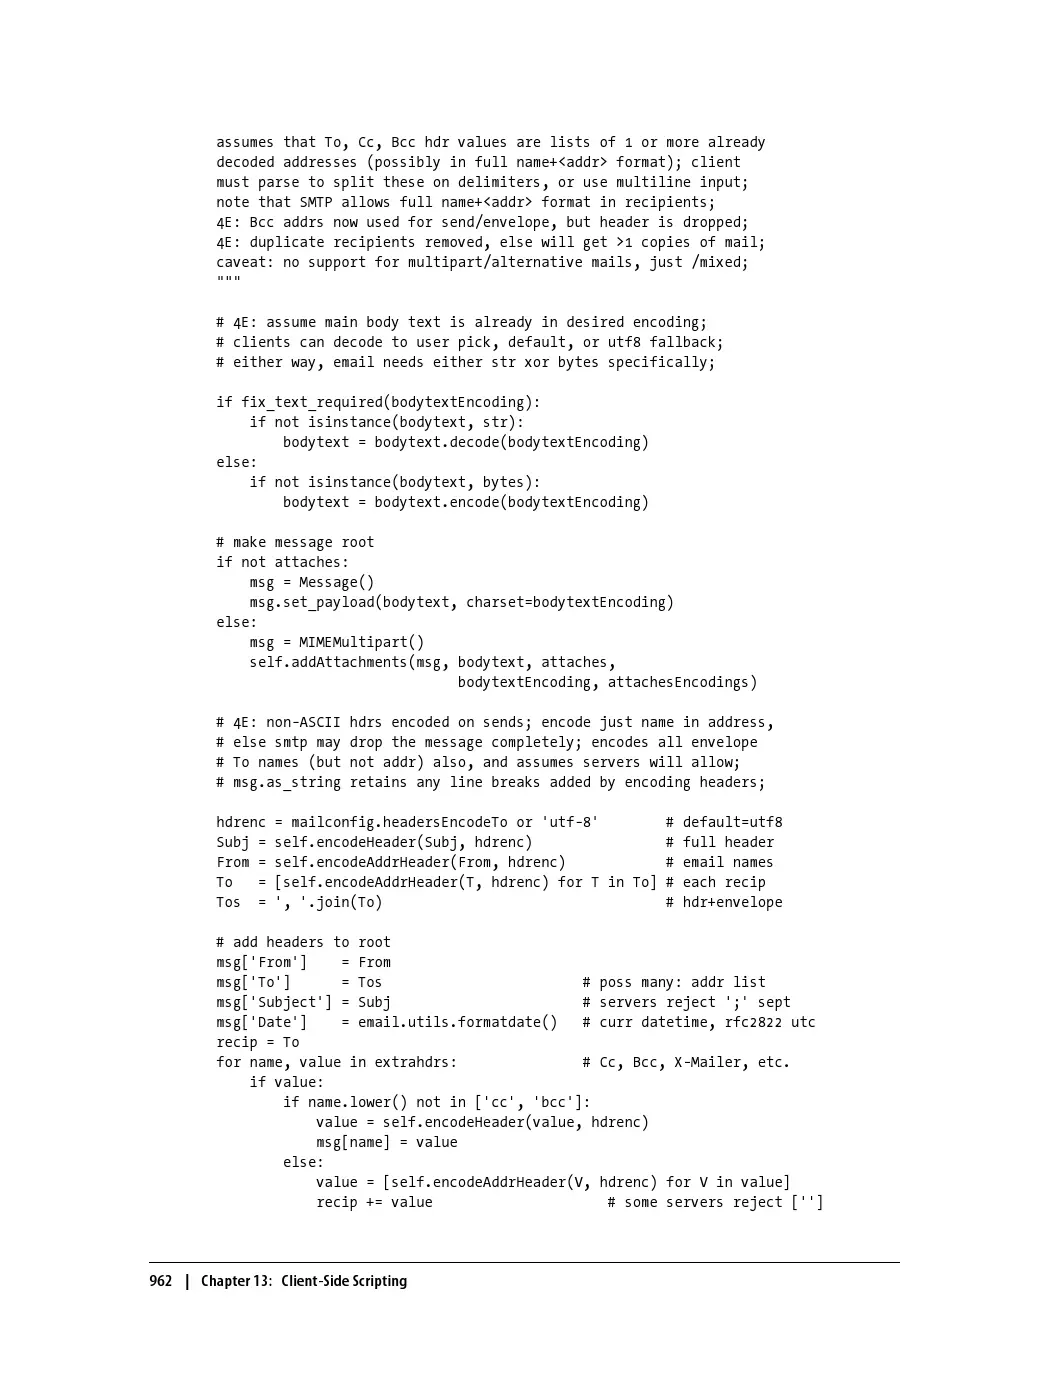 assumes that To, Cc, Bcc hdr values are lists of 1 or more already
decoded addresses (possibly in full name+<addr> format); client
must parse to split these on delimiters, or use multiline input;
note that SMTP allows full name+<addr> format in recipients;
4E: Bcc addrs now used for send/envelope, but header is dropped;
4E: duplicate recipients removed, else will get >1 copies of mail;
caveat: no support for multipart/alternative mails, just /mixed;
"""

# 4E: assume main body text is already in desired encoding;
# clients can decode to user pick, default, or utf8 fallback;
# either way, email needs either str xor bytes specifically;

if fix_text_required(bodytextEncoding):
    if not isinstance(bodytext, str):
        bodytext = bodytext.decode(bodytextEncoding)
else:
    if not isinstance(bodytext, bytes):
        bodytext = bodytext.encode(bodytextEncoding)

# make message root
if not attaches:
    msg = Message()
    msg.set_payload(bodytext, charset=bodytextEncoding)
else:
    msg = MIMEMultipart()
    self.addAttachments(msg, bodytext, attaches,
                             bodytextEncoding, attachesEncodings)

# 4E: non-ASCII hdrs encoded on sends; encode just name in address,
# else smtp may drop the message completely; encodes all envelope
# To names (but not addr) also, and assumes servers will allow;
# msg.as_string retains any line breaks added by encoding headers;

hdrenc = mailconfig.headersEncodeTo or 'utf-8'        # default=utf8
Subj = self.encodeHeader(Subj, hdrenc)                # full header
From = self.encodeAddrHeader(From, hdrenc)            # email names
To   = [self.encodeAddrHeader(T, hdrenc) for T in To] # each recip
Tos  = ', '.join(To)                                  # hdr+envelope

# add headers to root
msg['From']    = From
msg['To']      = Tos                        # poss many: addr list
msg['Subject'] = Subj                       # servers reject ';' sept
msg['Date']    = email.utils.formatdate()   # curr datetime, rfc2822 utc
recip = To
for name, value in extrahdrs:               # Cc, Bcc, X-Mailer, etc.
    if value:
        if name.lower() not in ['cc', 'bcc']:
            value = self.encodeHeader(value, hdrenc)
            msg[name] = value
        else:
            value = [self.encodeAddrHeader(V, hdrenc) for V in value]
            recip += value                     # some servers reject ['']

962 | Chapter 13: Client-Side Scripting